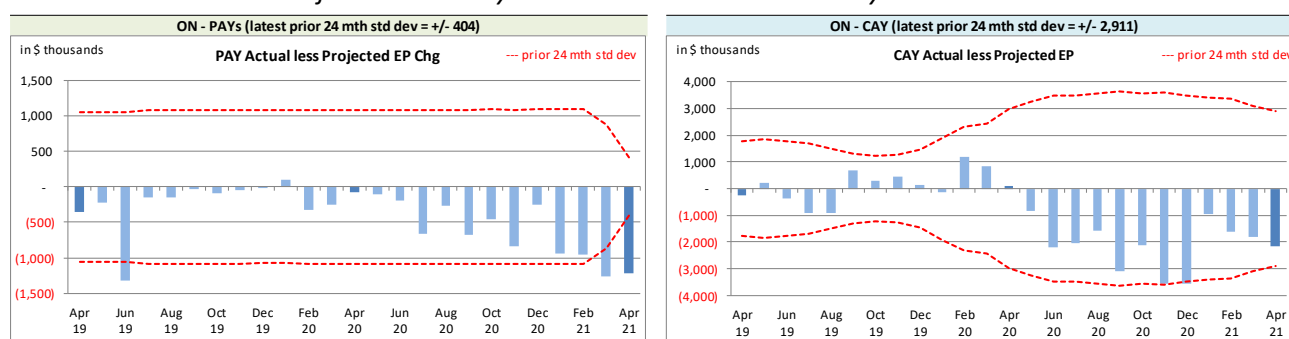 ON - PAYs (latest prior 24 mth std dev = +/- 404)
in $ thousands
PAY Actual less Projected EP Chg
--- prior 24 mth std dev
1,500
1,000
500
-
(500)
(1,000)
(1,500)
Apr 19
Jun 19
Aug 19
Oct 19
Dec 19
Feb 20
Apr 20
Jun 20
Aug 20
Oct 20
Dec 20
Feb 21
Apr 21
ON - CAY (latest prior 24 mth std dev = +/- 2,911)
in $ thousands
CAY Actual less Projected EP
--- prior 24 mth std dev
4,000
3,000
2,000
1,000
-
(1,000)
(2,000)
(3,000)
(4,000)
Apr 19
Jun 19
Aug 19
Oct 19
Dec 19
Feb 20
Apr 20
Jun 20
Aug 20
Oct 20
Dec 20
Feb 21
Apr 21